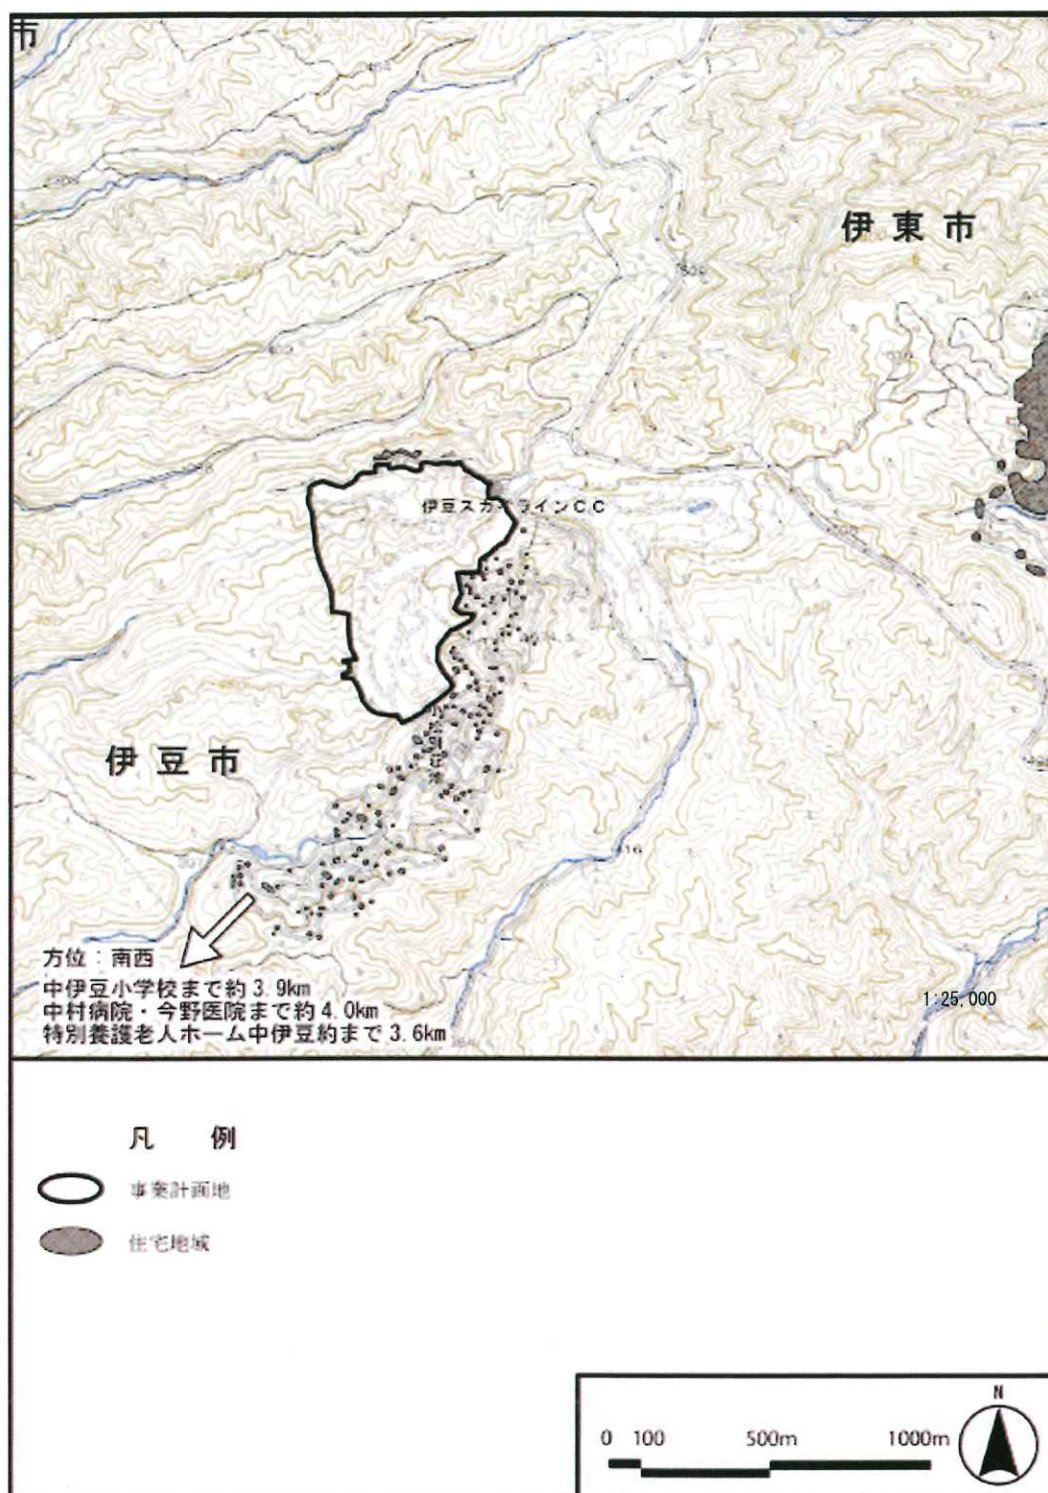 市
伊東市
伊豆スカイラインCC
伊豆市
方位：南西
中伊豆小学校まで約3.9km
中村病院・今野医院まで約4.0km
特別養護老人ホーム中伊豆約まで3.6km
1:25,000
凡例
事業計画地
住宅地域
N
0 100 500m 1000m